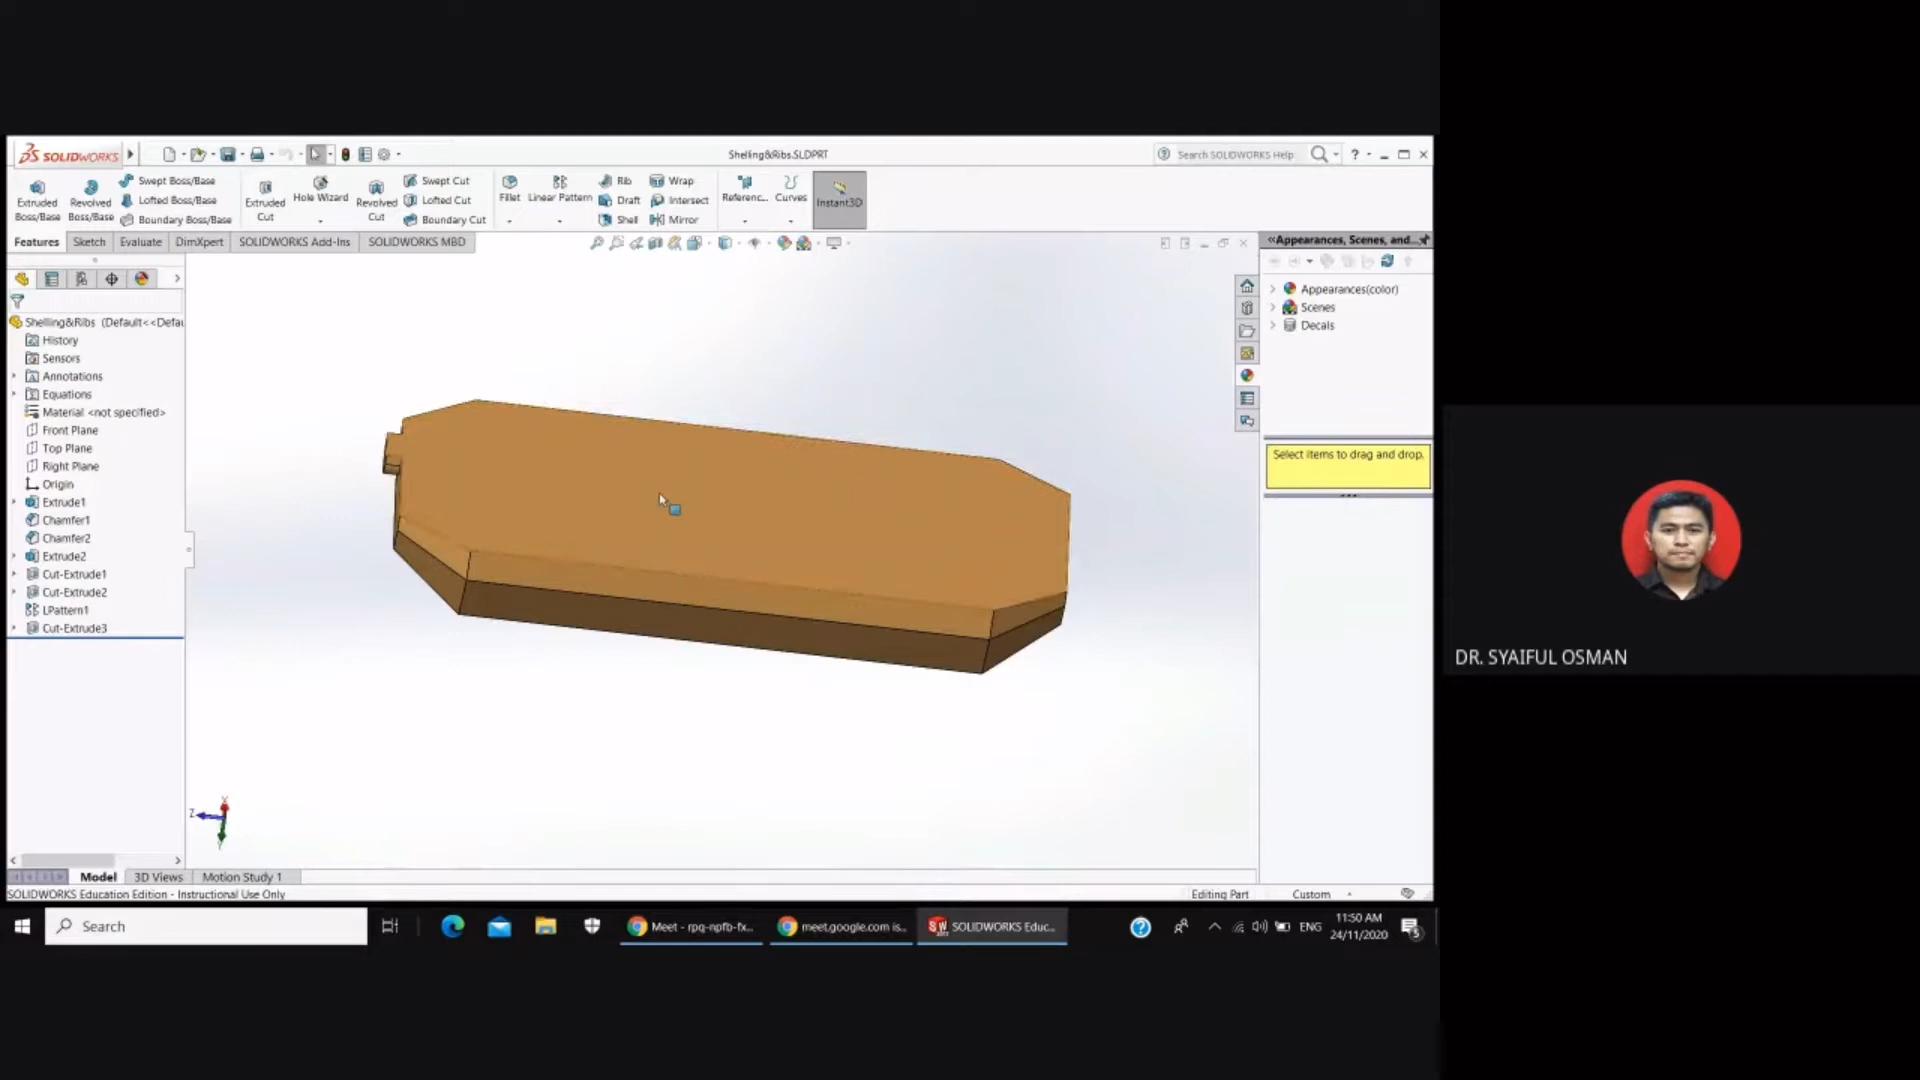 SOLIDWORKS
Shelling&Ribs.SLDPRT
Search SOLIDWORKS Help
Extruded Boss/Base
Revolved Boss/Base
Swept Boss/Base
Lofted Boss/Base
Boundary Boss/Base
Extruded Cut
Hole Wizard
Revolved Cut
Swept Cut
Lofted Cut
Boundary Cut
Fillet
Linear Pattern
Rib
Draft
Shell
Wrap
Intersect
Mirror
Referenc...
Curves
Instant3D
Features
Sketch
Evaluate
DimXpert
SOLIDWORKS Add-Ins
SOLIDWORKS MBD
Appearances, Scenes, and...
Shelling&Ribs (Default<<Defau
History
Sensors
Annotations
Equations
Material <not specified>
Front Plane
Top Plane
Right Plane
Origin
Extrude1
Chamfer1
Chamfer2
Extrude2
Cut-Extrude1
Cut-Extrude2
LPattern1
Cut-Extrude3
Appearances(color)
Scenes
Decals
Select items to drag and drop.
Z
Model
3D Views
Motion Study 1
SOLIDWORKS Education Edition - Instructional Use Only
Editing Part
Custom
Search
Meet - rpq-npfb-fx...
meet.google.com is...
SOLIDWORKS Educ...
ENG
11:50 AM
24/11/2020
5
DR. SYAIFUL OSMAN